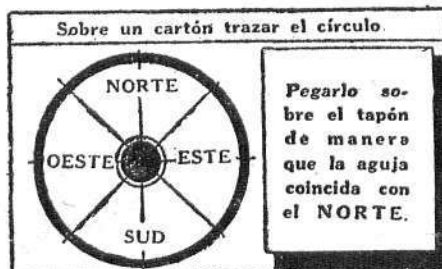 Sobre un cartón trazar el círculo.
NORTE
OESTE
ESTE
SUD
Pegarlo so-
bre el tapón
de manera
que la aguja
coincida con
el NORTE.